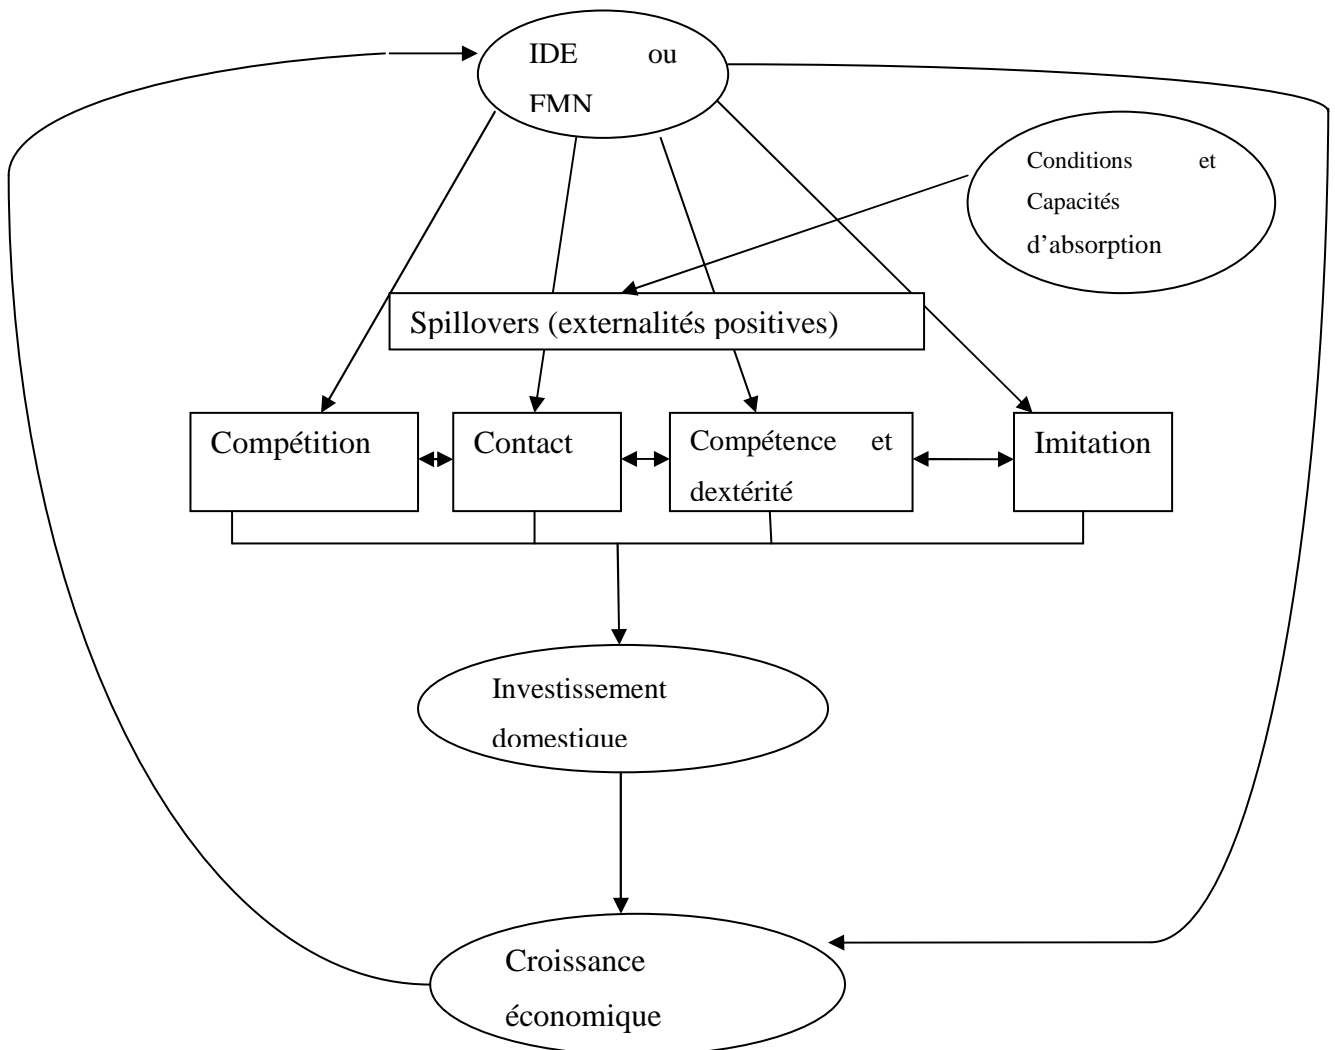 IDE ou
FMN
Conditions et
Capacités
d’absorption
Spillovers (externalités positives)
Compétition
Contact
Compétence et
dextérité
Imitation
Investissement
domestique
Croissance
économique